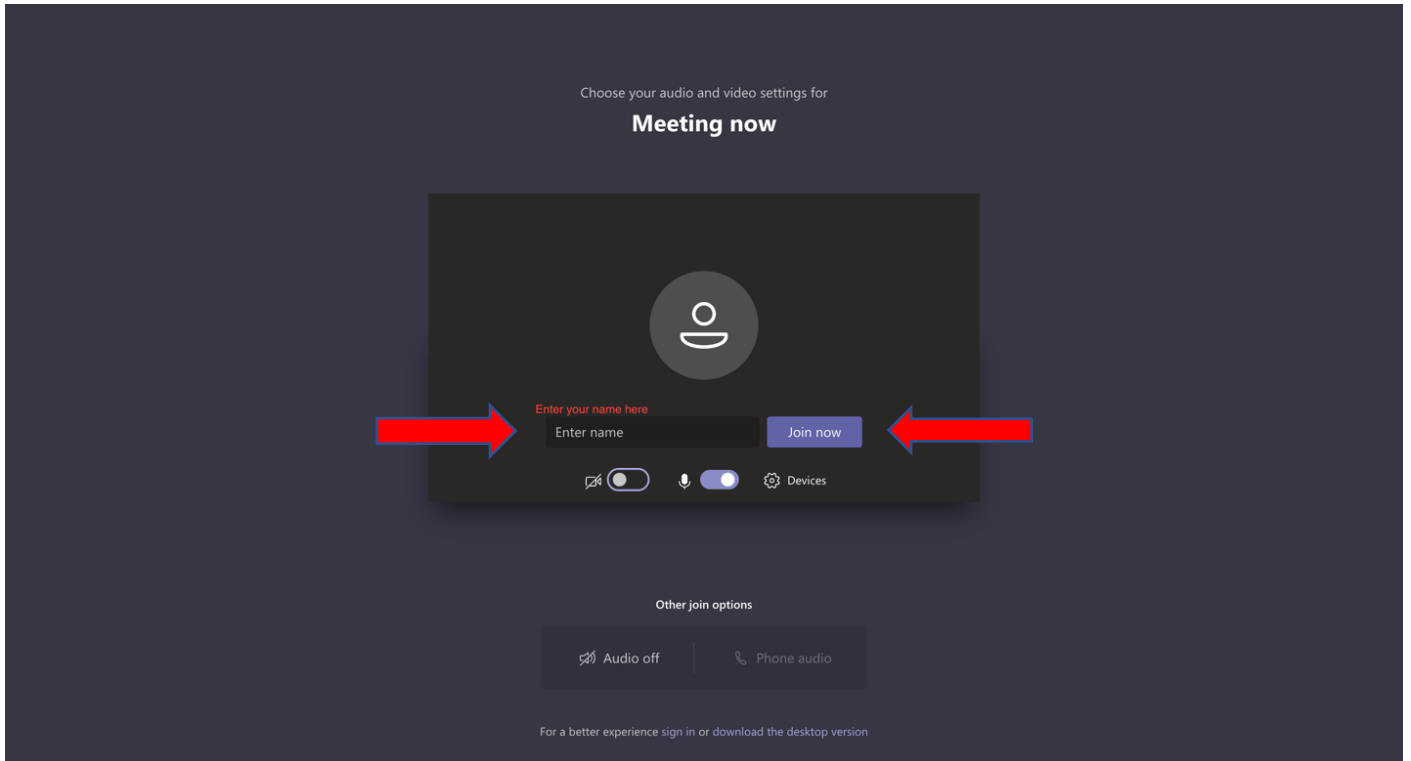 Choose your audio and video settings for
Meeting now
Enter your name here
Enter name
Join now
Devices
Other join options
Audio off
Phone audio
For a better experience sign in or download the desktop version